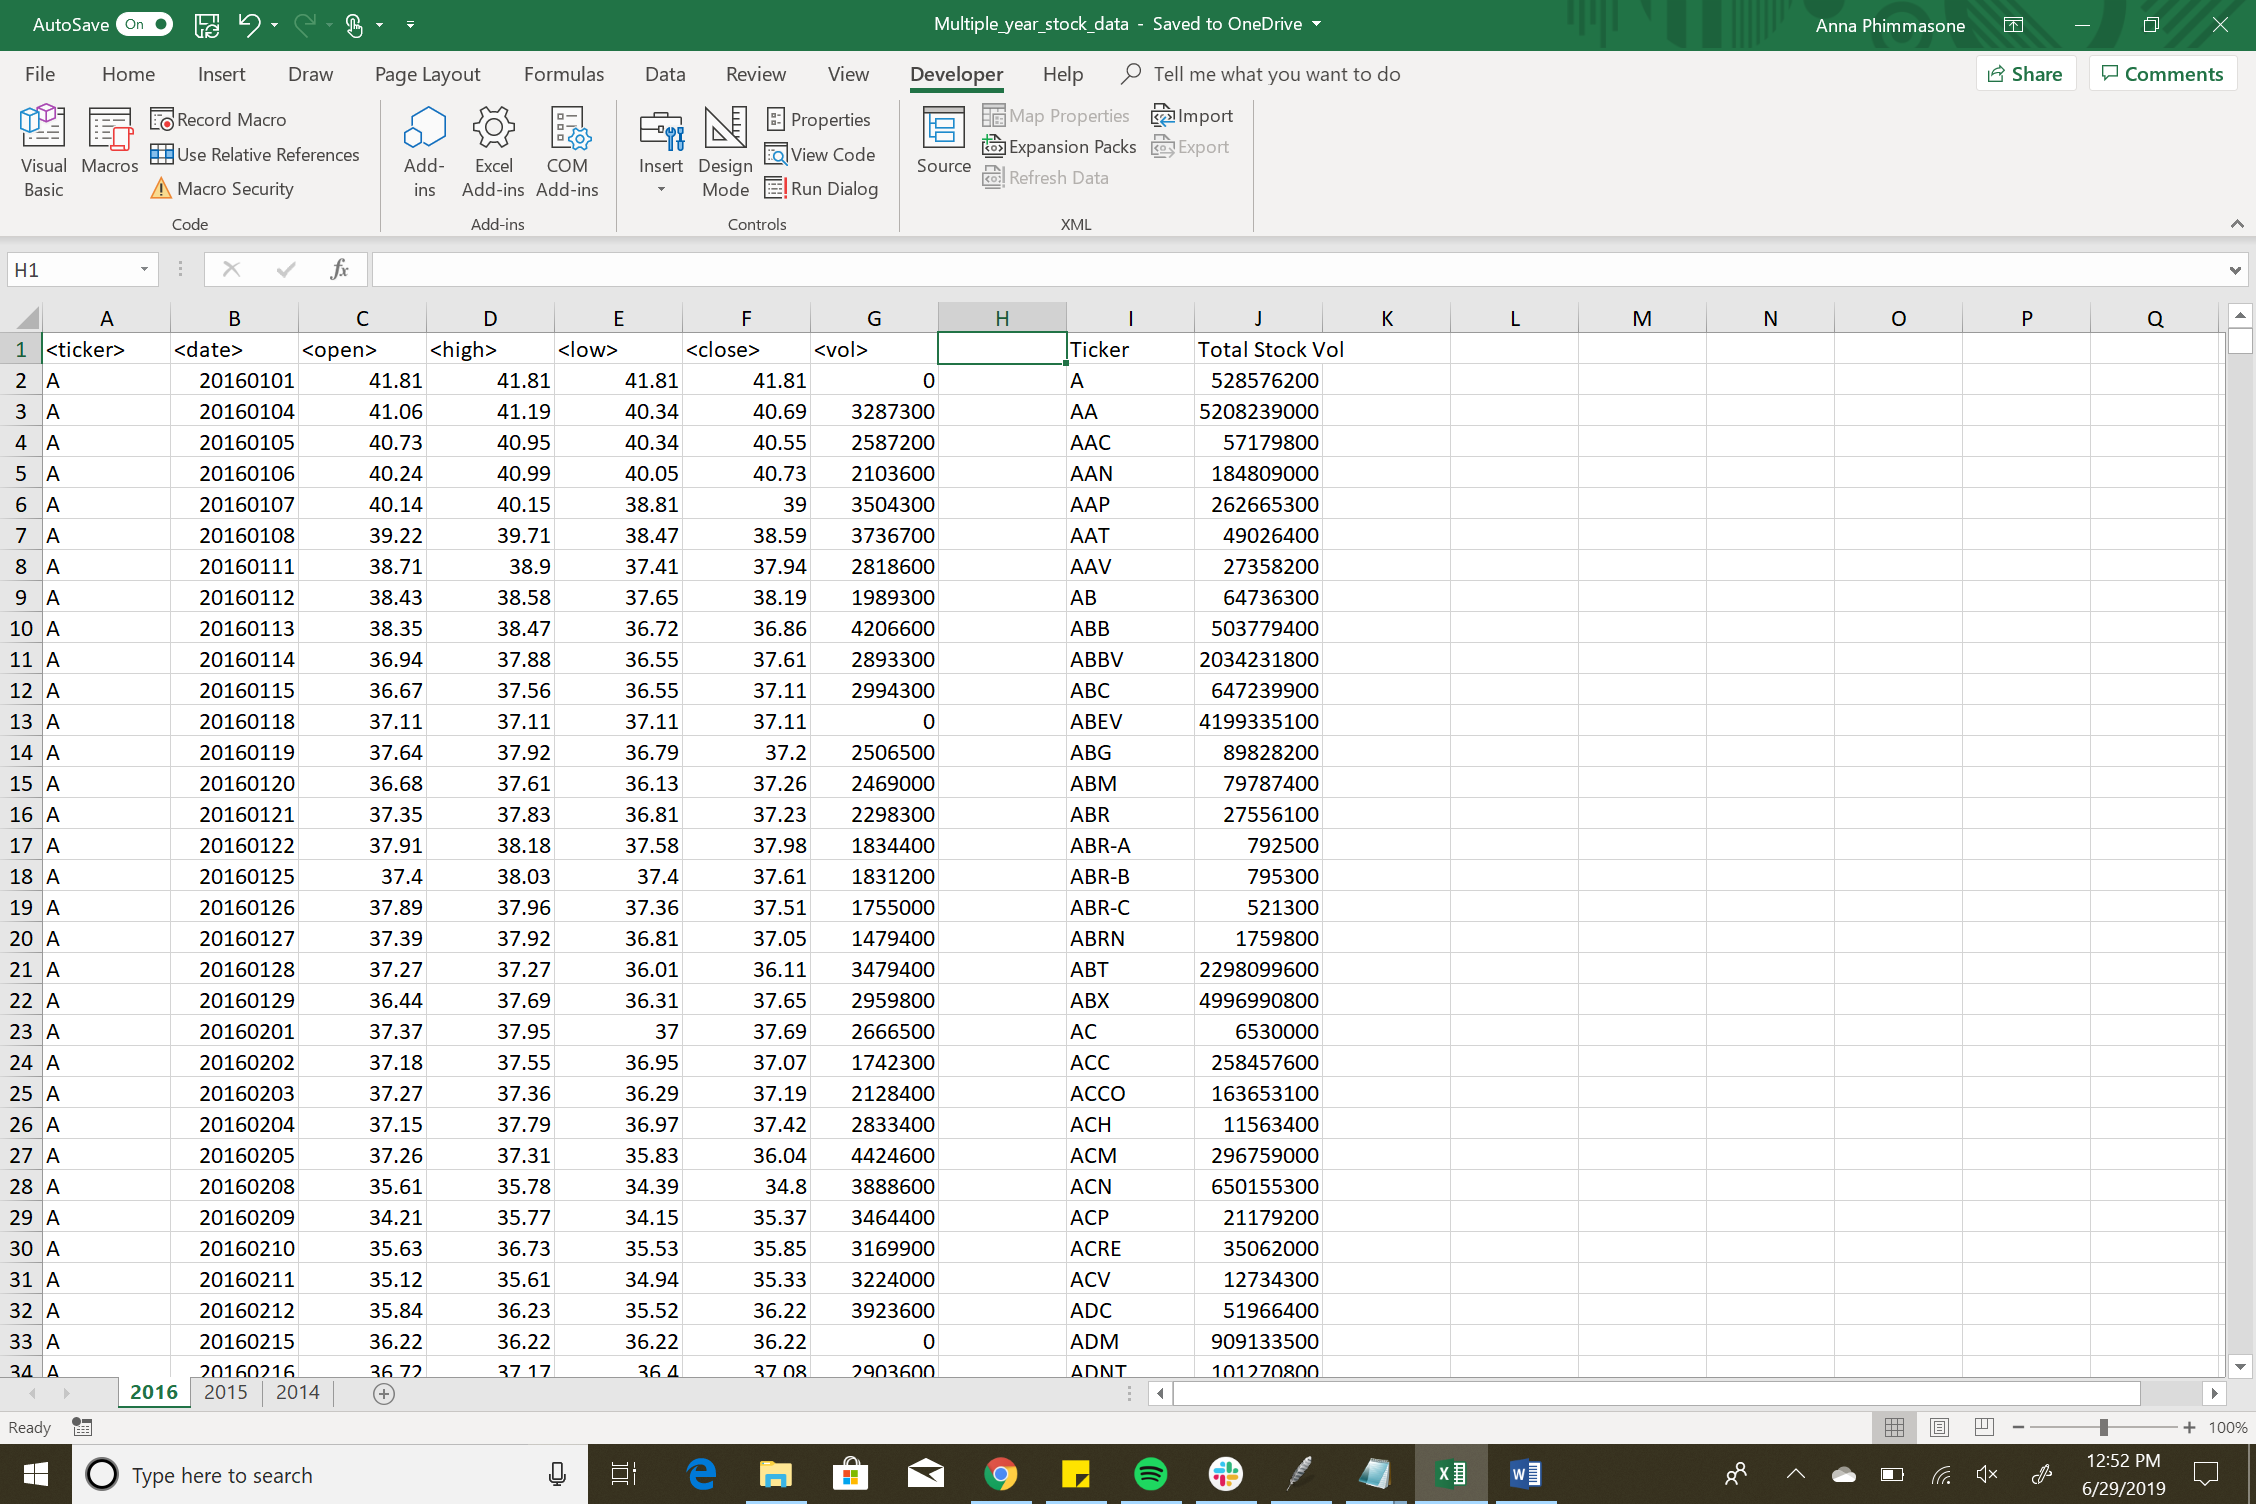 AutoSave On Multiple_year_stock_data - Saved to OneDrive Anna Phimmasone
File Home Insert Draw Page Layout Formulas Data Review View Developer Help Tell me what you want to do Share Comments
Visual Basic Macros Record Macro Use Relative References Macro Security Code
Add-ins Excel Add-ins COM Add-ins Add-ins
Insert Design Mode Properties View Code Run Dialog Controls
Source Map Properties Expansion Packs Refresh Data Import Export XML
H1 fx
A B C D E F G H I J K L M N O P Q
1 <ticker> <date> <open> <high> <low> <close> <vol> Ticker Total Stock Vol
2 A 20160101 41.81 41.81 41.81 41.81 0 A 528576200
3 A 20160104 41.06 41.19 40.34 40.69 3287300 AA 5208239000
4 A 20160105 40.73 40.95 40.34 40.55 2587200 AAC 57179800
5 A 20160106 40.24 40.99 40.05 40.73 2103600 AAN 184809000
6 A 20160107 40.14 40.15 38.81 39 3504300 AAP 262665300
7 A 20160108 39.22 39.71 38.47 38.59 3736700 AAT 49026400
8 A 20160111 38.71 38.9 37.41 37.94 2818600 AAV 27358200
9 A 20160112 38.43 38.58 37.65 38.19 1989300 AB 64736300
10 A 20160113 38.35 38.47 36.72 36.86 4206600 ABB 503779400
11 A 20160114 36.94 37.88 36.55 37.61 2893300 ABBV 2034231800
12 A 20160115 36.67 37.56 36.55 37.11 2994300 ABC 647239900
13 A 20160118 37.11 37.11 37.11 37.11 0 ABEV 4199335100
14 A 20160119 37.64 37.92 36.79 37.2 2506500 ABG 89828200
15 A 20160120 36.68 37.61 36.13 37.26 2469000 ABM 79787400
16 A 20160121 37.35 37.83 36.81 37.23 2298300 ABR 27556100
17 A 20160122 37.91 38.18 37.58 37.98 1834400 ABR-A 792500
18 A 20160125 37.4 38.03 37.4 37.61 1831200 ABR-B 795300
19 A 20160126 37.89 37.96 37.36 37.51 1755000 ABR-C 521300
20 A 20160127 37.39 37.92 36.81 37.05 1479400 ABRN 1759800
21 A 20160128 37.27 37.27 36.01 36.11 3479400 ABT 2298099600
22 A 20160129 36.44 37.69 36.31 37.65 2959800 ABX 4996990800
23 A 20160201 37.37 37.95 37 37.69 2666500 AC 6530000
24 A 20160202 37.18 37.55 36.95 37.07 1742300 ACC 258457600
25 A 20160203 37.27 37.36 36.29 37.19 2128400 ACCO 163653100
26 A 20160204 37.15 37.79 36.97 37.42 2833400 ACH 11563400
27 A 20160205 37.26 37.31 35.83 36.04 4424600 ACM 296759000
28 A 20160208 35.61 35.78 34.39 34.8 3888600 ACN 650155300
29 A 20160209 34.21 35.77 34.15 35.37 3464400 ACP 21179200
30 A 20160210 35.63 36.73 35.53 35.85 3169900 ACRE 35062000
31 A 20160211 35.12 35.61 34.94 35.33 3224000 ACV 12734300
32 A 20160212 35.84 36.23 35.52 36.22 3923600 ADC 51966400
33 A 20160215 36.22 36.22 36.22 36.22 0 ADM 909133500
34 A 20160216 36.72 37.17 36.4 37.08 2903600 ADNT 101270800
2016 2015 2014
Ready 100%
Type here to search 12:52 PM
6/29/2019